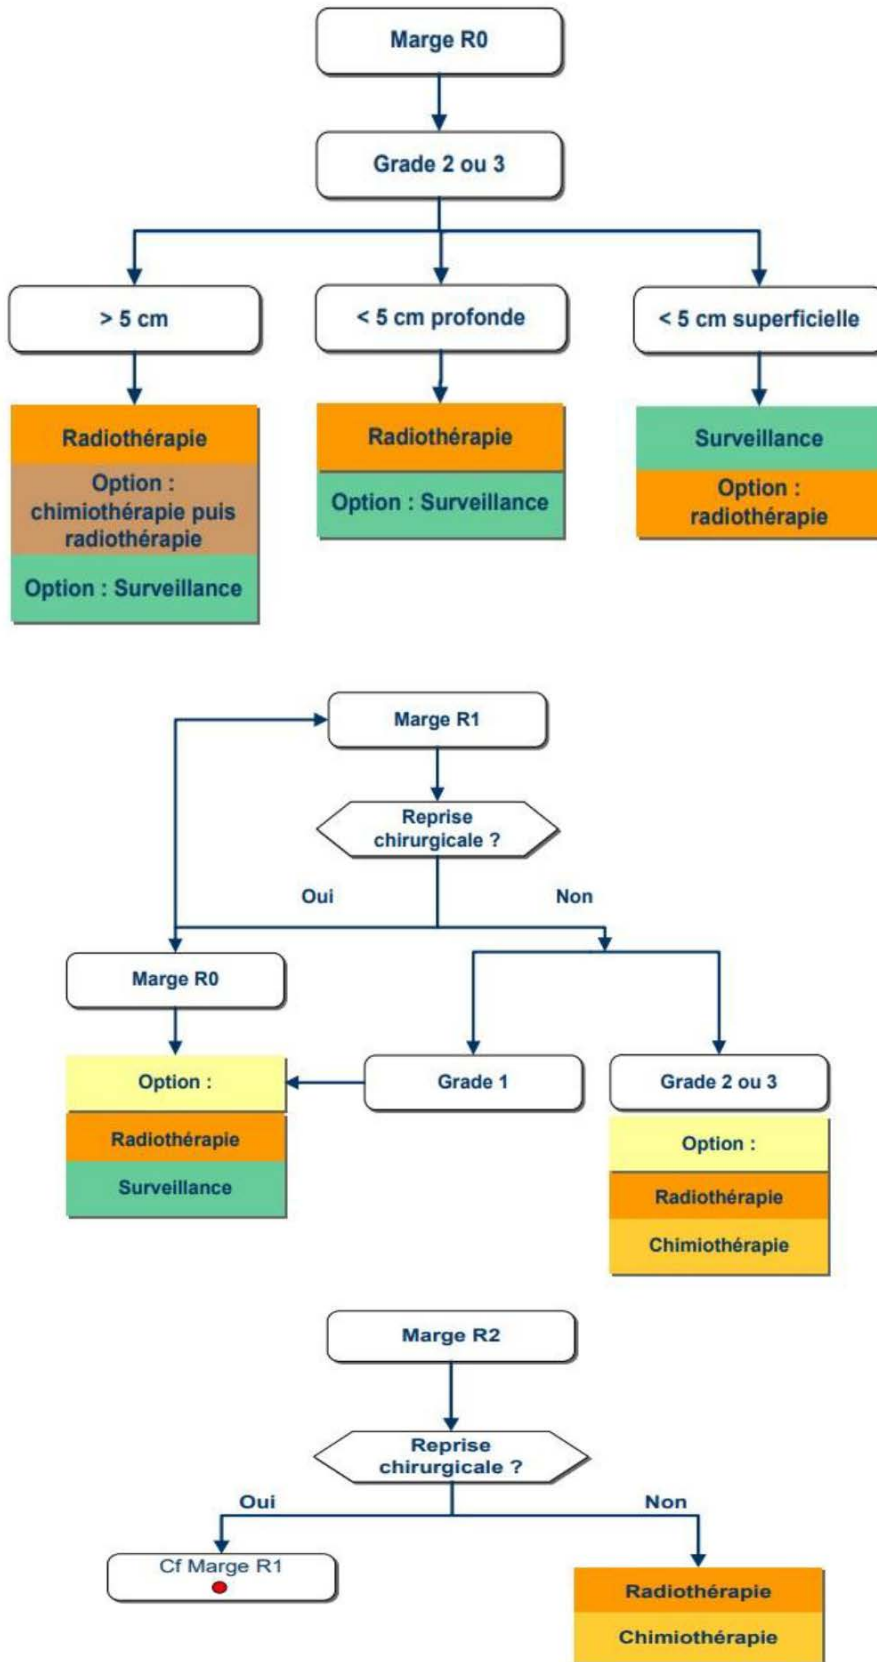 Marge R0
Grade 2 ou 3
> 5 cm
< 5 cm profonde
< 5 cm superficielle
Radiothérapie
Option :
chimiothérapie puis
radiothérapie
Option : Surveillance
Radiothérapie
Option : Surveillance
Surveillance
Option :
radiothérapie
Marge R1
Reprise
chirurgicale ?
Oui
Non
Marge R0
Option :
Radiothérapie
Surveillance
Grade 1
Grade 2 ou 3
Option :
Radiothérapie
Chimiothérapie
Marge R2
Reprise
chirurgicale ?
Oui
Non
Cf Marge R1
Radiothérapie
Chimiothérapie